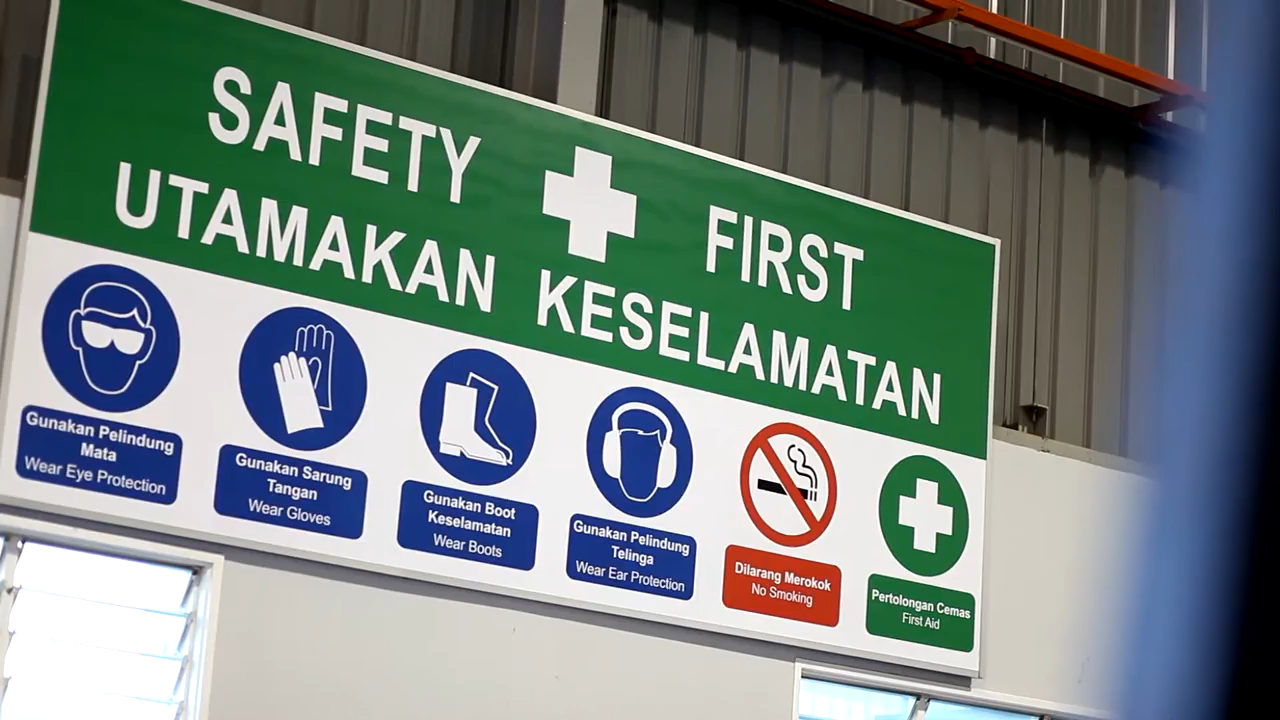 SAFETY FIRST
UTAMAKAN KESELAMATAN
Gunakan Pelindung
Mata
Wear Eye Protection
Gunakan Sarung
Tangan
Wear Gloves
Gunakan Boot
Keselamatan
Wear Boots
Gunakan Pelindung
Telinga
Wear Ear Protection
Dilarang Merokok
No Smoking
Pertolongan Cemas
First Aid